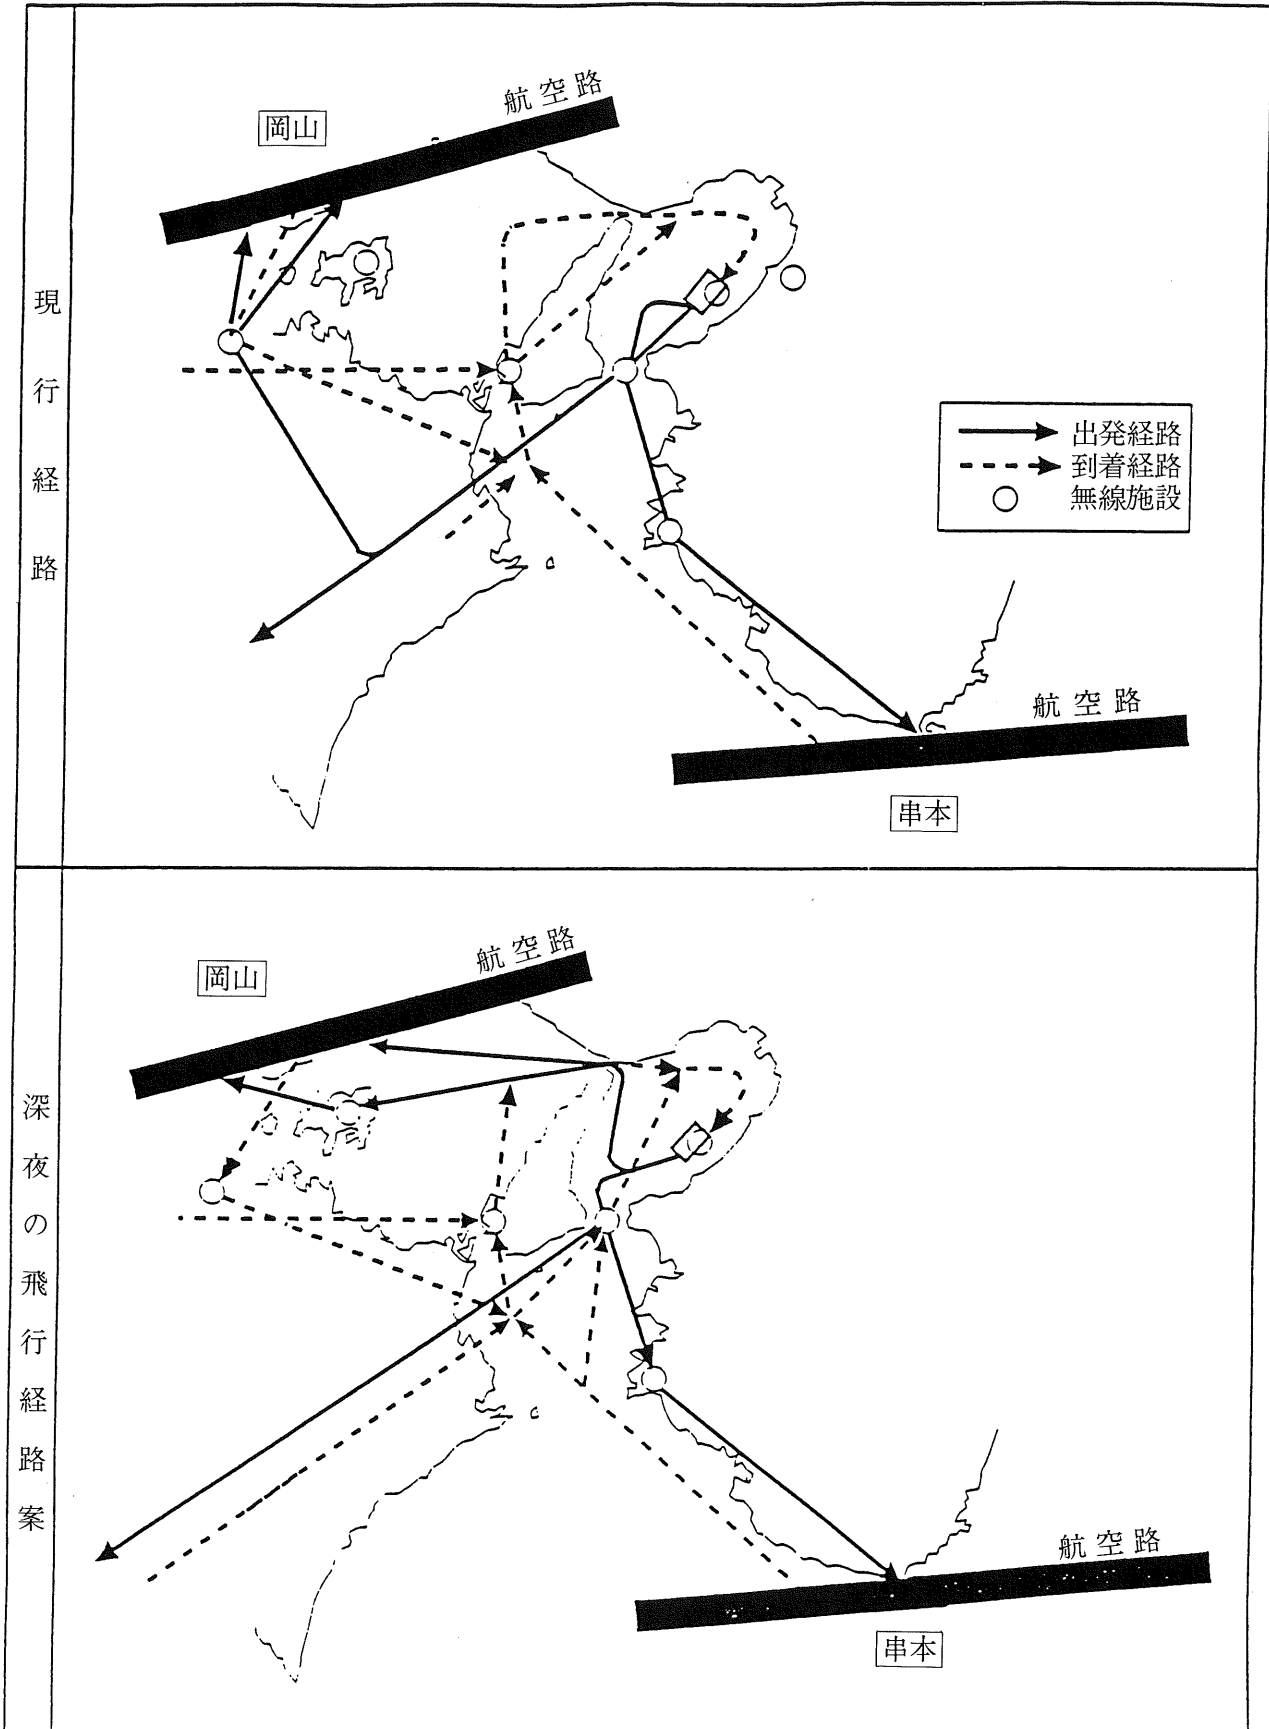 現行経路
航空路
岡山
出発経路
到着経路
無線施設
航空路
串本
深夜の飛行経路案
航空路
岡山
航空路
串本